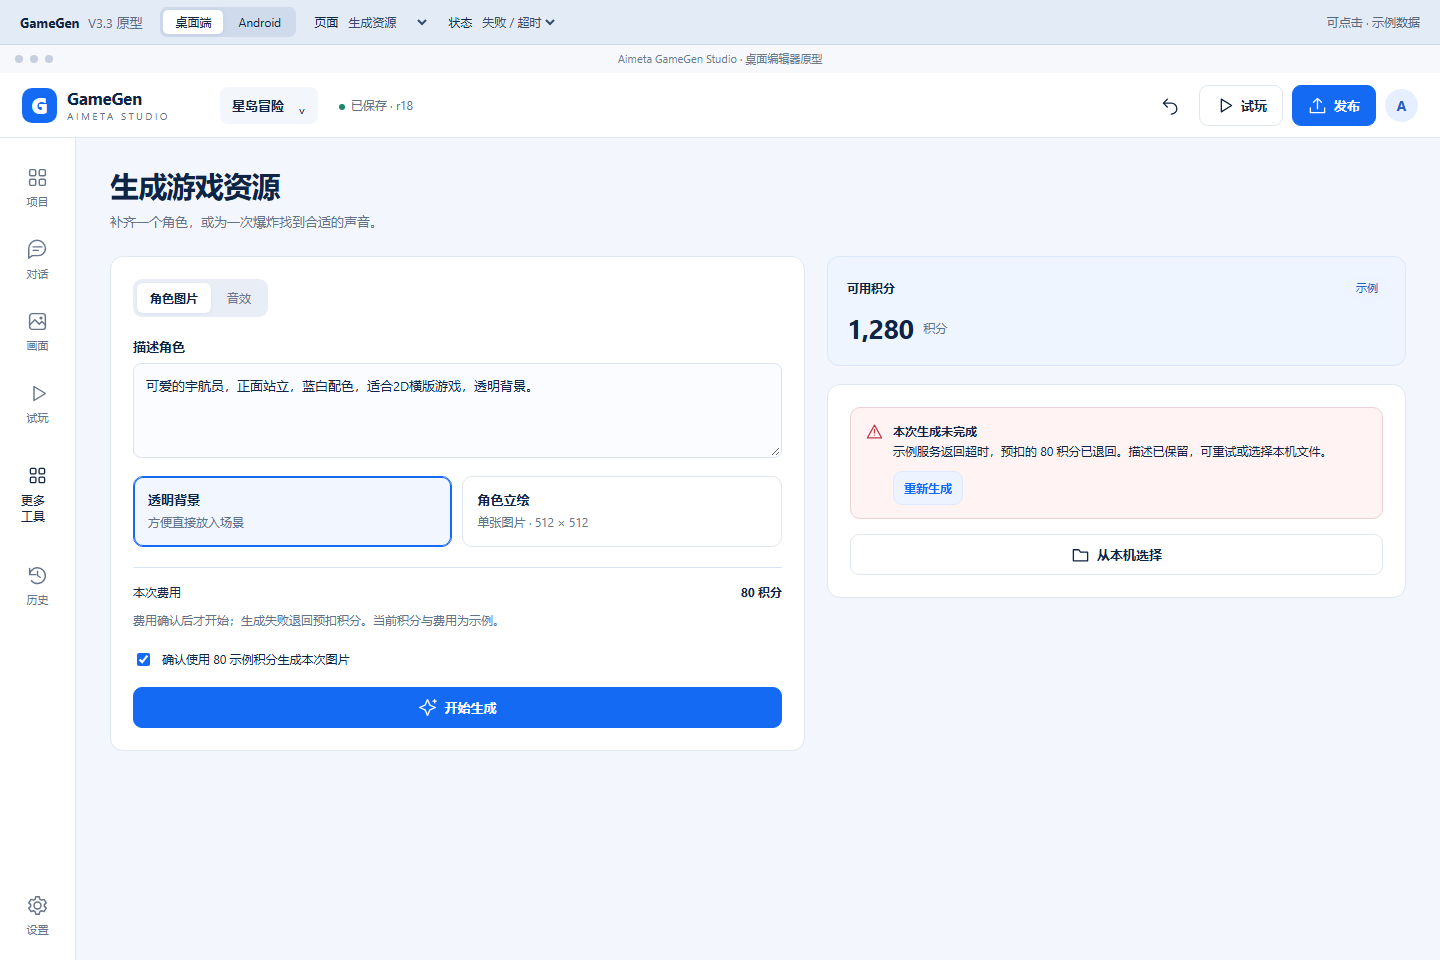 GameGen V3.3 原型 桌面端 Android 页面 生成资源 状态 失败 / 超时 可点击 · 示例数据
Aimeta GameGen Studio · 桌面编辑器原型
G GameGen
AIMETA STUDIO
星岛冒险
已保存 · r18
试玩
发布
A
项目
对话
画面
试玩
更多
工具
历史
设置
生成游戏资源
补齐一个角色，或为一次爆炸找到合适的声音。
角色图片 音效
描述角色
可爱的宇航员，正面站立，蓝白配色，适合2D横版游戏，透明背景。
透明背景
方便直接放入场景
角色立绘
单张图片 · 512 × 512
本次费用 80 积分
费用确认后才开始；生成失败退回预扣积分。当前积分与费用为示例。
确认使用 80 示例积分生成本次图片
开始生成
可用积分 示例
1,280 积分
本次生成未完成
示例服务返回超时，预扣的 80 积分已退回。描述已保留，可重试或选择本机文件。
重新生成
从本机选择